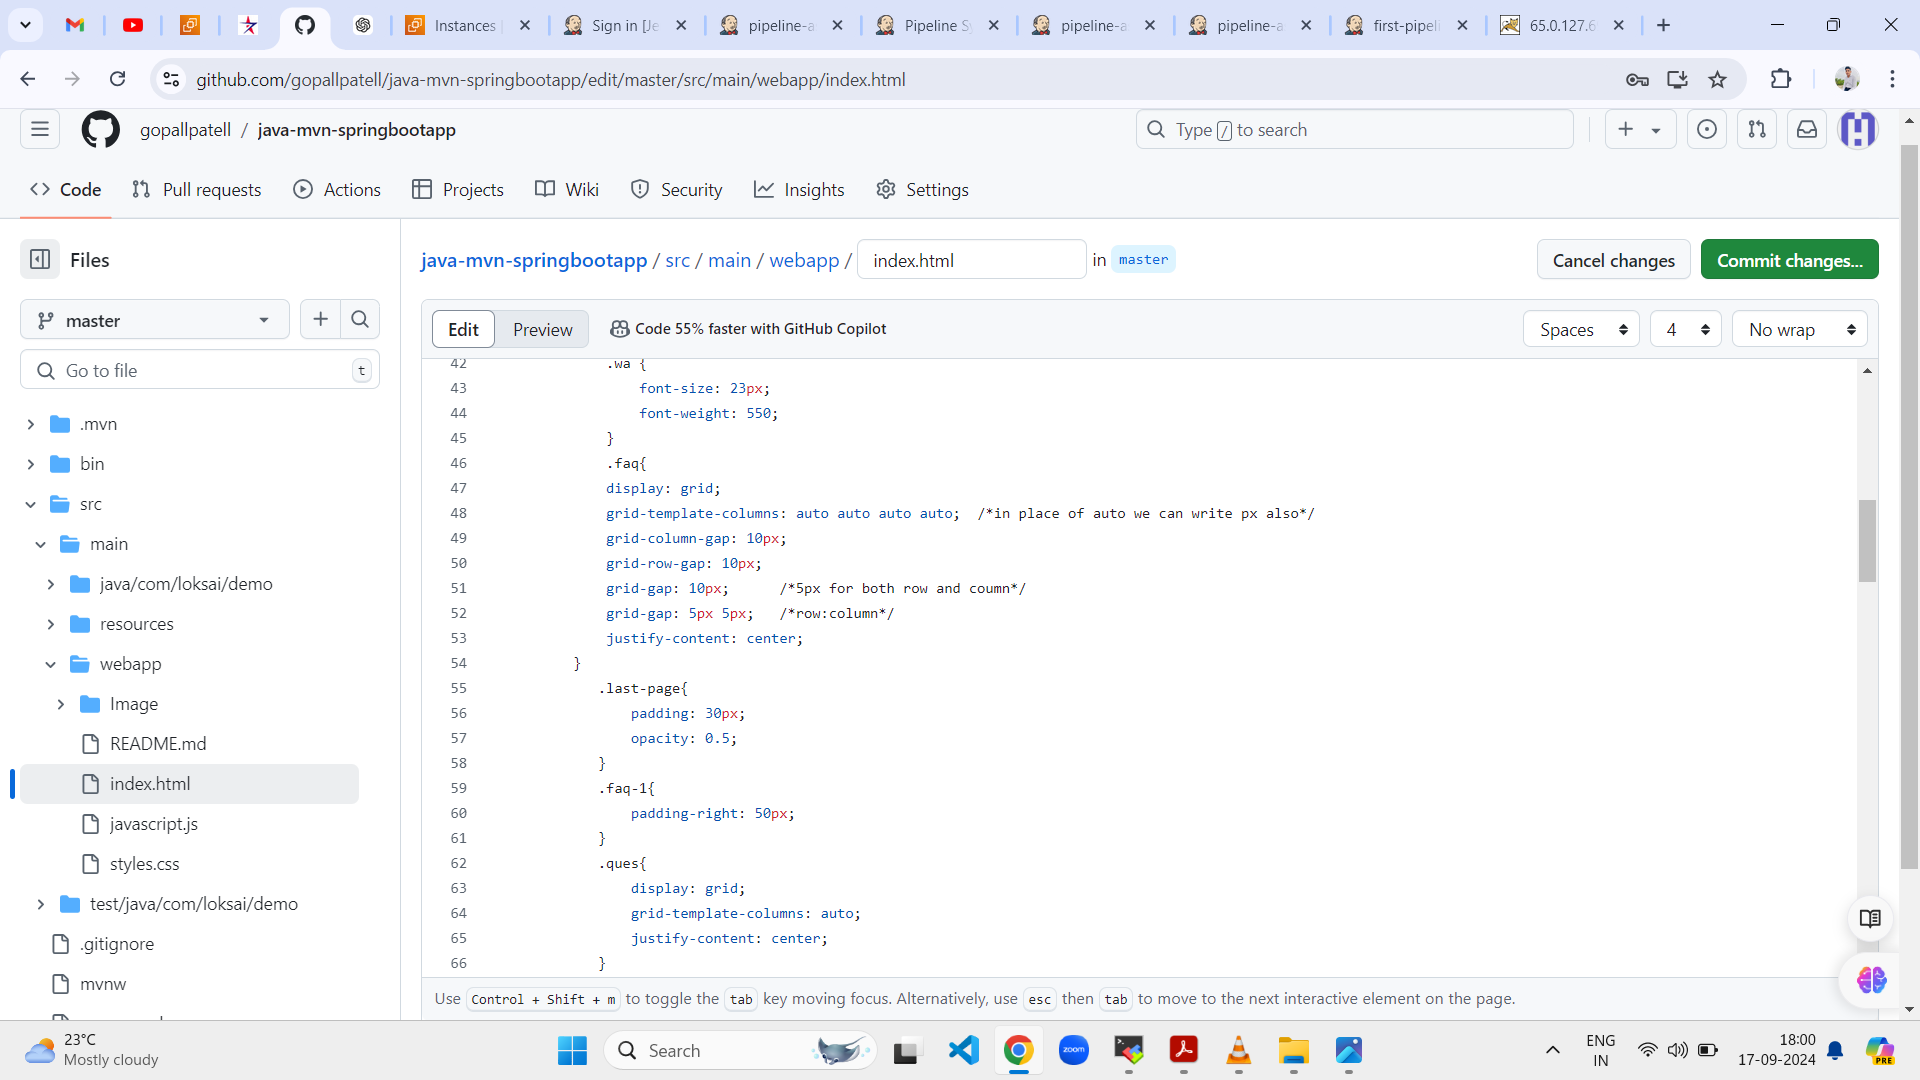 Instances
Sign in [Je
pipeline-a
Pipeline Sy
pipeline-a
pipeline-a
first-pipeli
65.0.127.6
github.com/gopallpatell/java-mvn-springbootapp/edit/master/src/main/webapp/index.html
gopallpatell / java-mvn-springbootapp
Type / to search
Code
Pull requests
Actions
Projects
Wiki
Security
Insights
Settings
Files
java-mvn-springbootapp / src / main / webapp / index.html in master
Cancel changes
Commit changes...
master
Edit
Preview
Code 55% faster with GitHub Copilot
Spaces
4
No wrap
Go to file
t
.mvn
bin
src
main
java/com/loksai/demo
resources
webapp
Image
README.md
index.html
javascript.js
styles.css
test/java/com/loksai/demo
.gitignore
mvnw
42 .wa {
43 font-size: 23px;
44 font-weight: 550;
45 }
46 .faq{
47 display: grid;
48 grid-template-columns: auto auto auto auto; /*in place of auto we can write px also*/
49 grid-column-gap: 10px;
50 grid-row-gap: 10px;
51 grid-gap: 10px; /*5px for both row and coumn*/
52 grid-gap: 5px 5px; /*row:column*/
53 justify-content: center;
54 }
55 .last-page{
56 padding: 30px;
57 opacity: 0.5;
58 }
59 .faq-1{
60 padding-right: 50px;
61 }
62 .ques{
63 display: grid;
64 grid-template-columns: auto;
65 justify-content: center;
66 }
Use Control + Shift + m to toggle the tab key moving focus. Alternatively, use esc then tab to move to the next interactive element on the page.
23°C
Mostly cloudy
Search
zoom
PRE
ENG
IN
18:00
17-09-2024